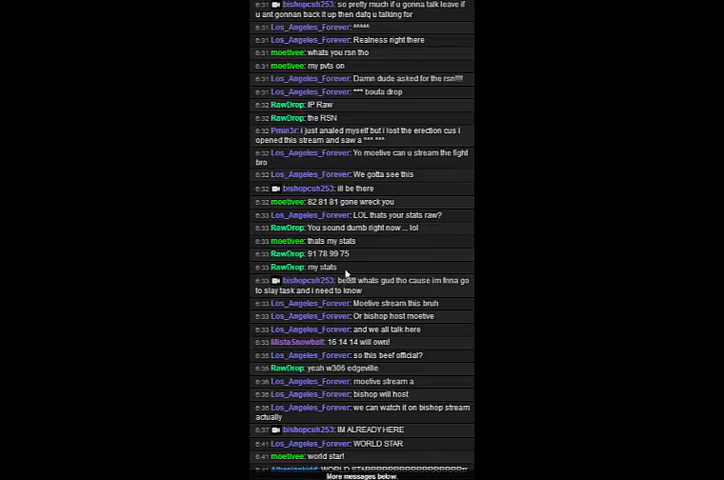 6:31 bishopcuh253: so pretty much if u gonna talk leave if
u ant gonnan back it up then dafq u talking for
6:31 Los_Angeles_Forever: ^^^^^
6:31 Los_Angeles_Forever: Realness right there
6:31 moetivee: whats you rsn tho
6:31 moetivee: my pvts on
6:31 Los_Angeles_Forever: Damn dude asked for the rsn!!!!
6:31 Los_Angeles_Forever: *** bouta drop
6:32 RawDrop: IP Raw
6:32 RawDrop: the RSN
6:32 Pmin3r: i just analed myself but i lost the erection cus i
opened this stream and saw a *** ***
6:32 Los_Angeles_Forever: Yo moetive can u stream the fight
bro
6:32 Los_Angeles_Forever: We gotta see this
6:32 bishopcuh253: ill be there
6:32 moetivee: 82 81 81 gone wreck you
6:33 Los_Angeles_Forever: LOL thats your stats raw?
6:33 RawDrop: You sound dumb right now ... lol
6:33 moetivee: thats my stats
6:33 RawDrop: 91 78 99 75
6:33 RawDrop: my stats
6:33 bishopcuh253: whats gud tho cause im fnna go
to slay task and i need to know
6:33 Los_Angeles_Forever: Moetive stream this bruh
6:33 Los_Angeles_Forever: Or bishop host moetive
6:33 Los_Angeles_Forever: and we all talk here
6:33 MistaSnowball: 16 14 14 will own!
6:35 Los_Angeles_Forever: so this beef official?
6:35 RawDrop: yeah w306 edgeville
6:36 Los_Angeles_Forever: moetive stream a
6:36 Los_Angeles_Forever: bishop will host
6:36 Los_Angeles_Forever: we can watch it on bishop stream
actually
6:37 bishopcuh253: IM ALREADY HERE
6:41 Los_Angeles_Forever: WORLD STAR
6:41 moetivee: world star!
More messages below.